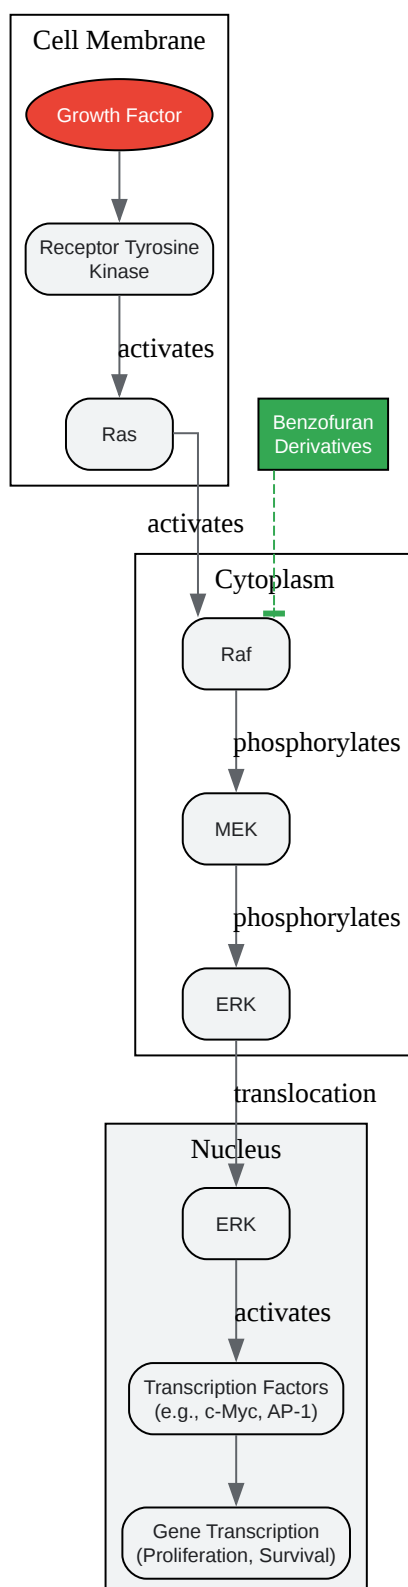 Cell Membrane
Growth Factor
Receptor Tyrosine
Kinase
activates
Ras
Benzofuran
Derivatives
activates
Cytoplasm
Raf
phosphorylates
MEK
phosphorylates
ERK
translocation
Nucleus
ERK
activates
Transcription Factors
(e.g., c-Myc, AP-1)
Gene Transcription
(Proliferation, Survival)